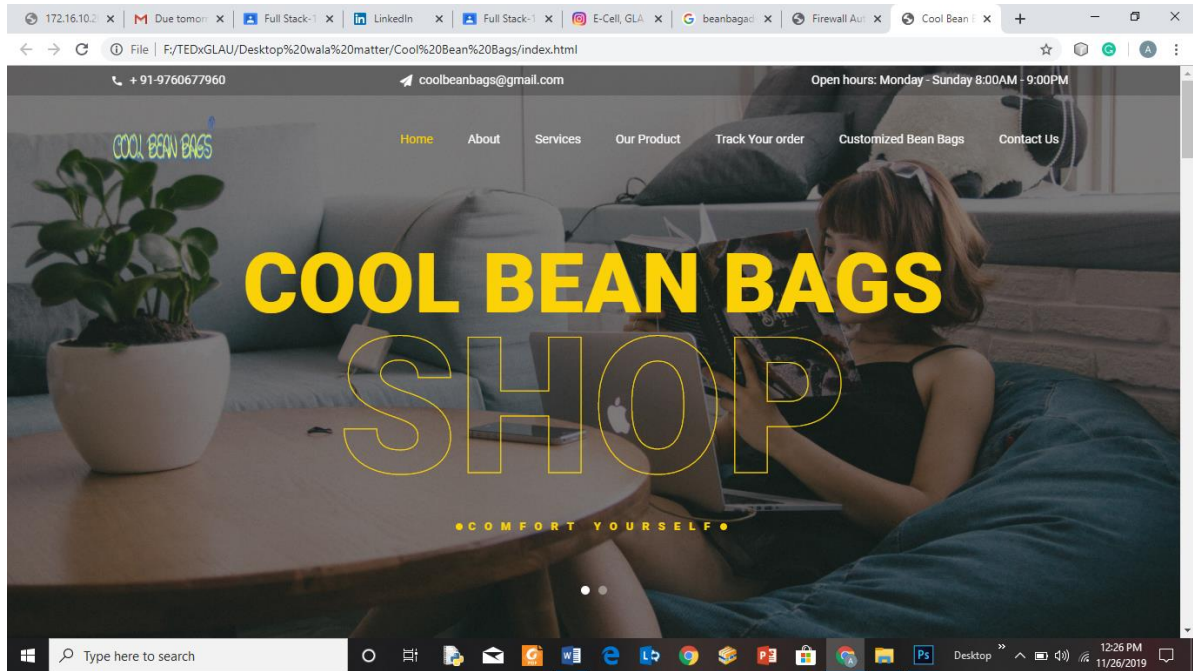 172.16.10.2
Due tomorr
Full Stack-1
LinkedIn
Full Stack-1
E-Cell, GLA
beanbagad
Firewall Aut
Cool Bean B
File | F:/TEDxGLAU/Desktop%20wala%20matter/Cool%20Bean%20Bags/index.html
A
+ 91-9760677960
coolbeanbags@gmail.com
Open hours: Monday - Sunday 8:00AM - 9:00PM
COOL BEAN BAGS
Home About Services Our Product Track Your order Customized Bean Bags Contact Us
COOL BEAN BAGS
SHOP
•COMFORT YOURSELF•
Type here to search
Desktop
12:26 PM
11/26/2019